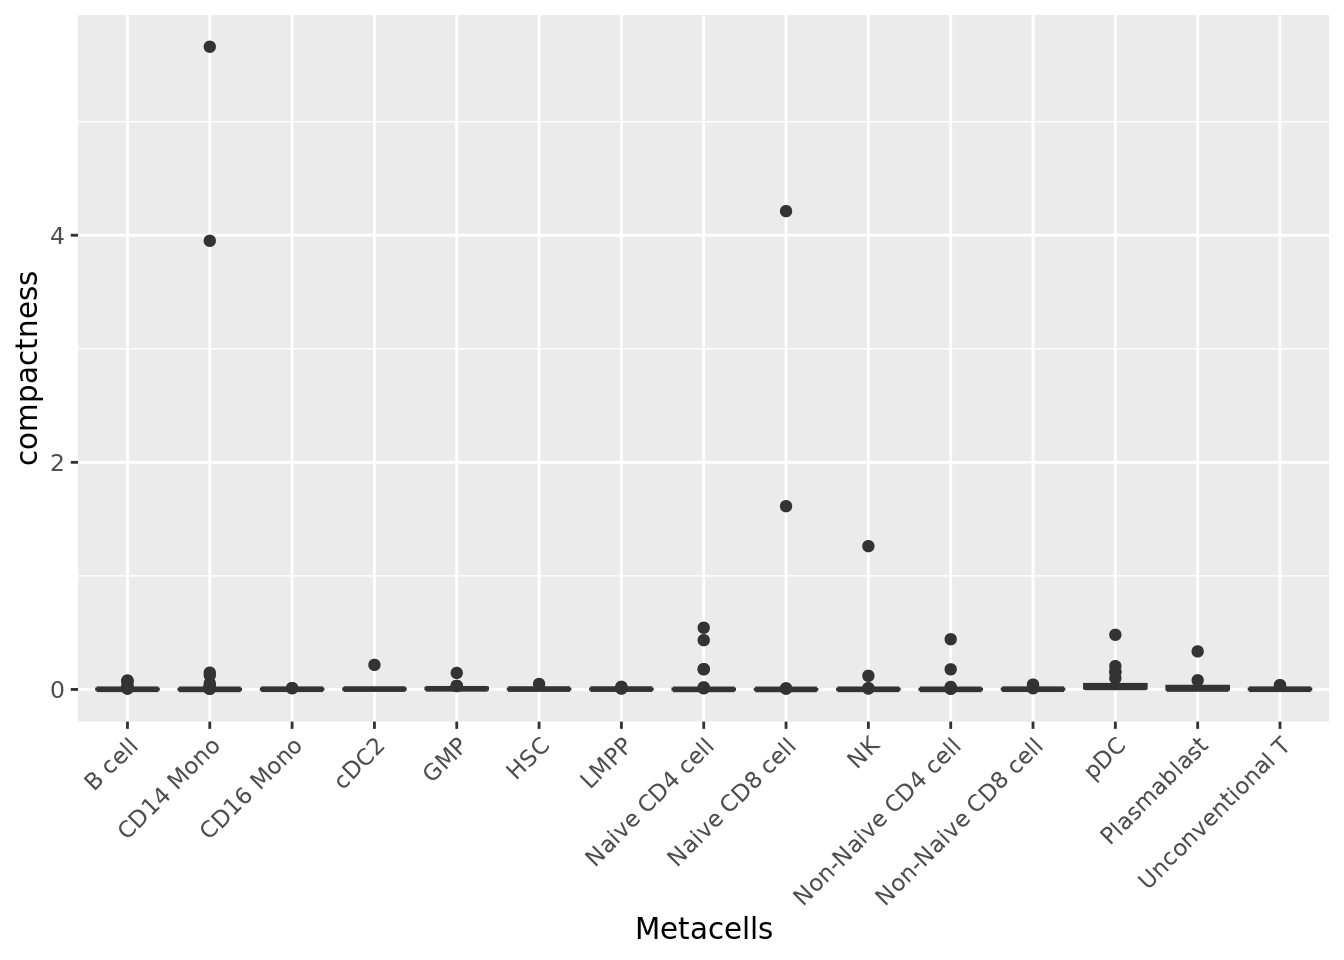 compactness
4
2
0
B cell
CD14 Mono
CD16 Mono
cDC2
GMP
HSC
LMPP
Naive CD4 cell
Naive CD8 cell
NK
Non-Naive CD4 cell
Non-Naive CD8 cell
pDC
Plasmablast
Unconventional T
Metacells